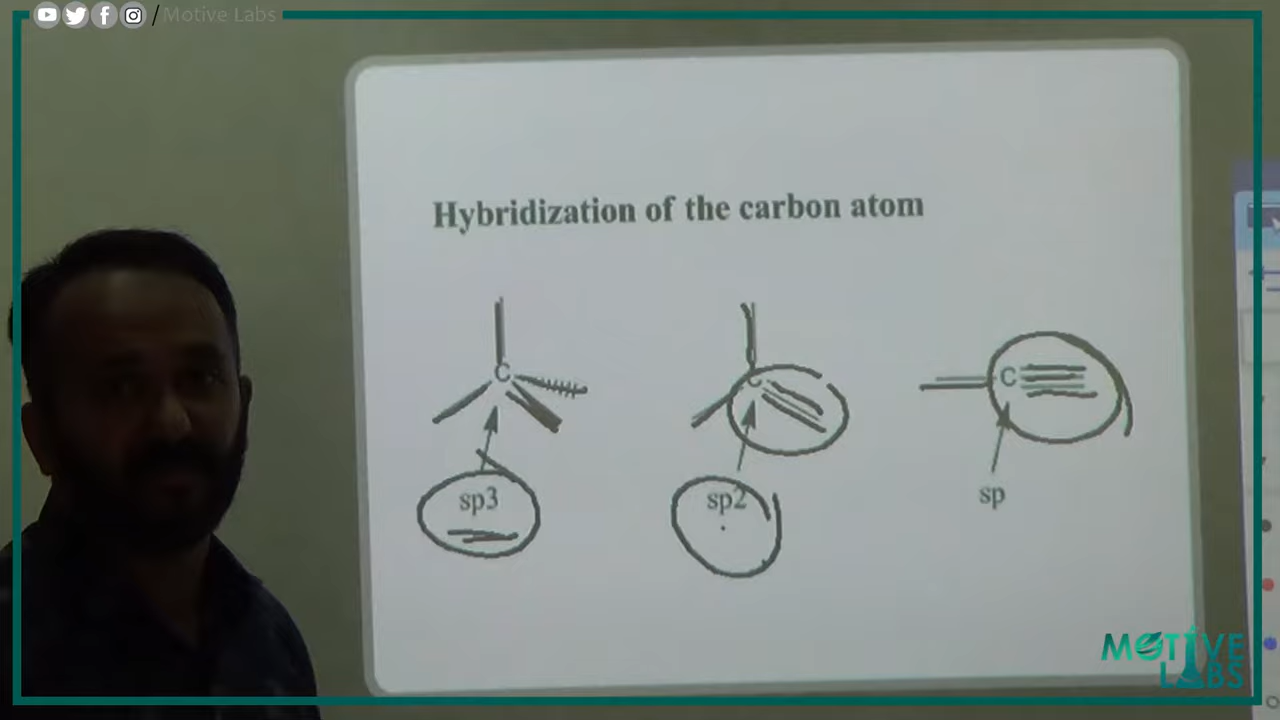 / Motive Labs
Hybridization of the carbon atom
C
C
C
sp3
sp2
sp
MOTIVE
LABS